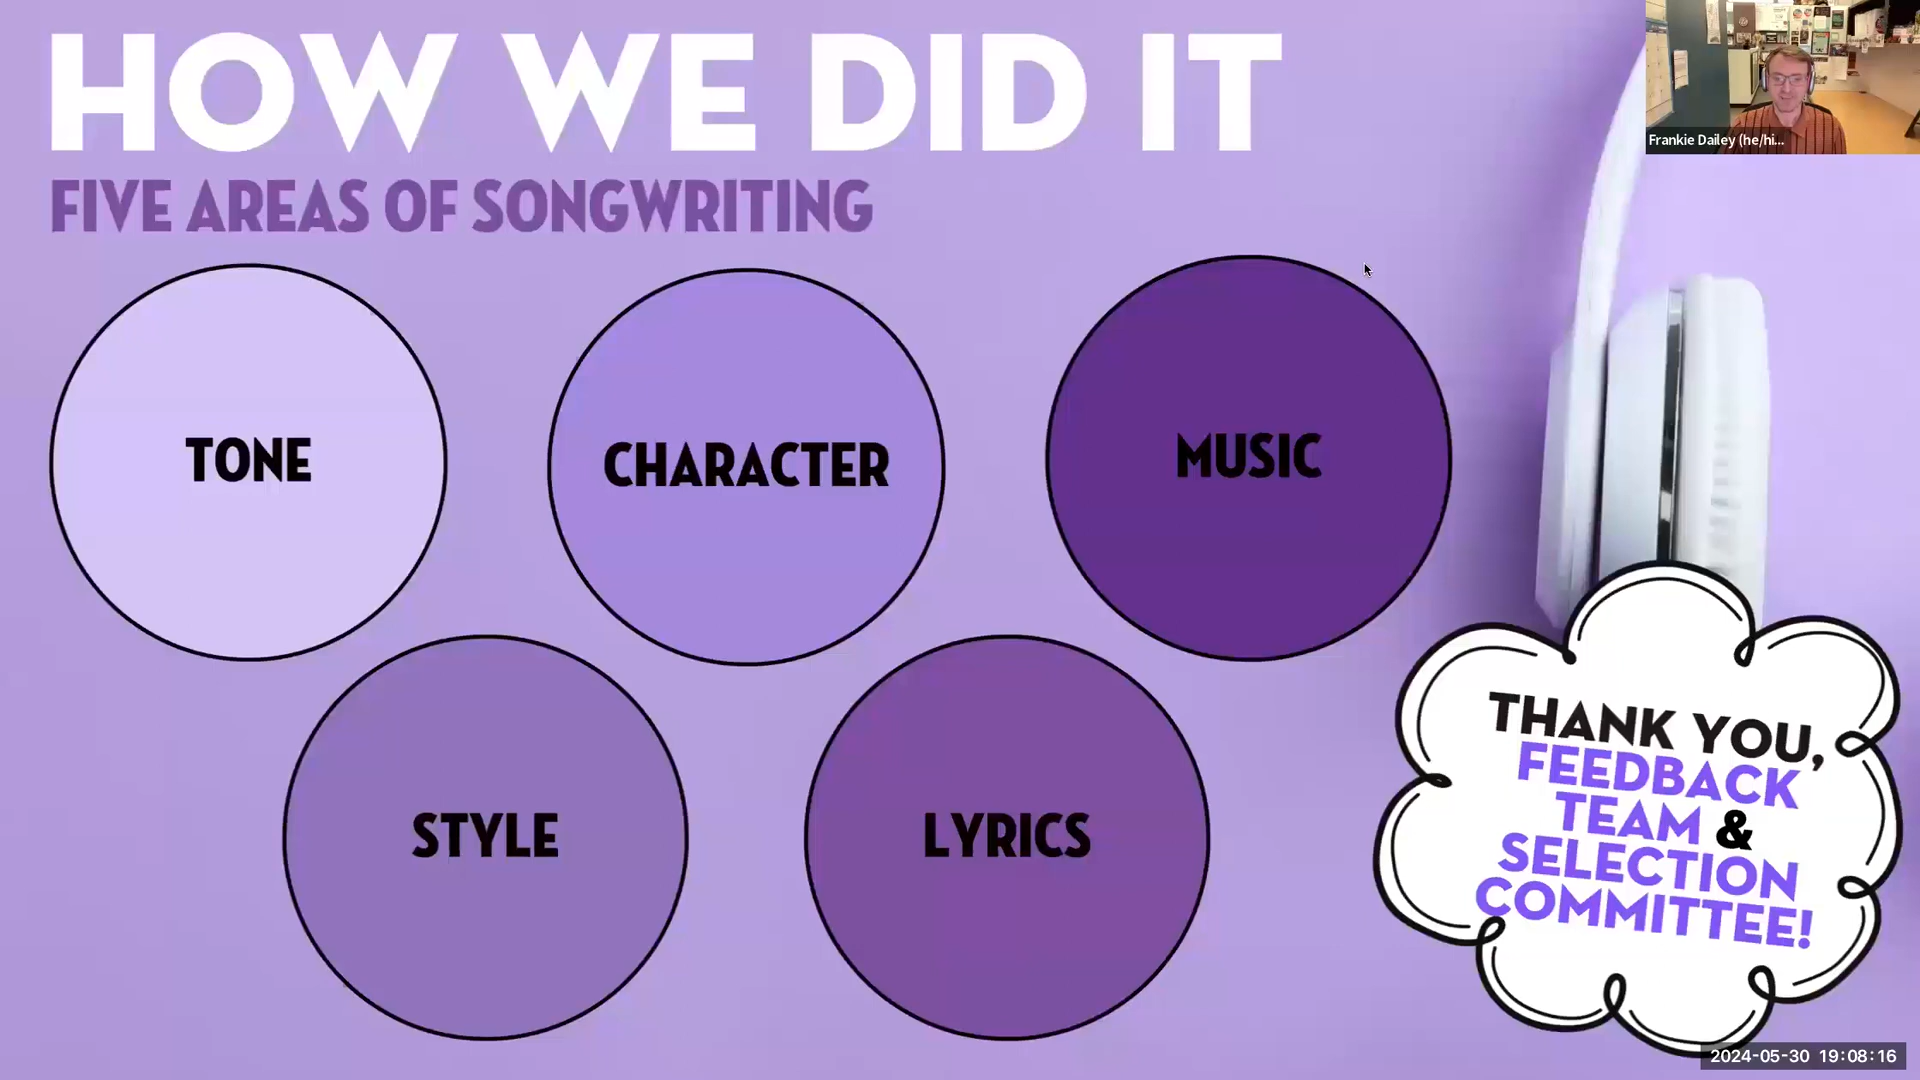 HOW WE DID IT
FIVE AREAS OF SONGWRITING
Frankie Dailey (he/hi...
TONE
CHARACTER
MUSIC
STYLE
LYRICS
THANK YOU,
FEEDBACK
TEAM &
SELECTION
COMMITTEE!
2024-05-30 19:08:16